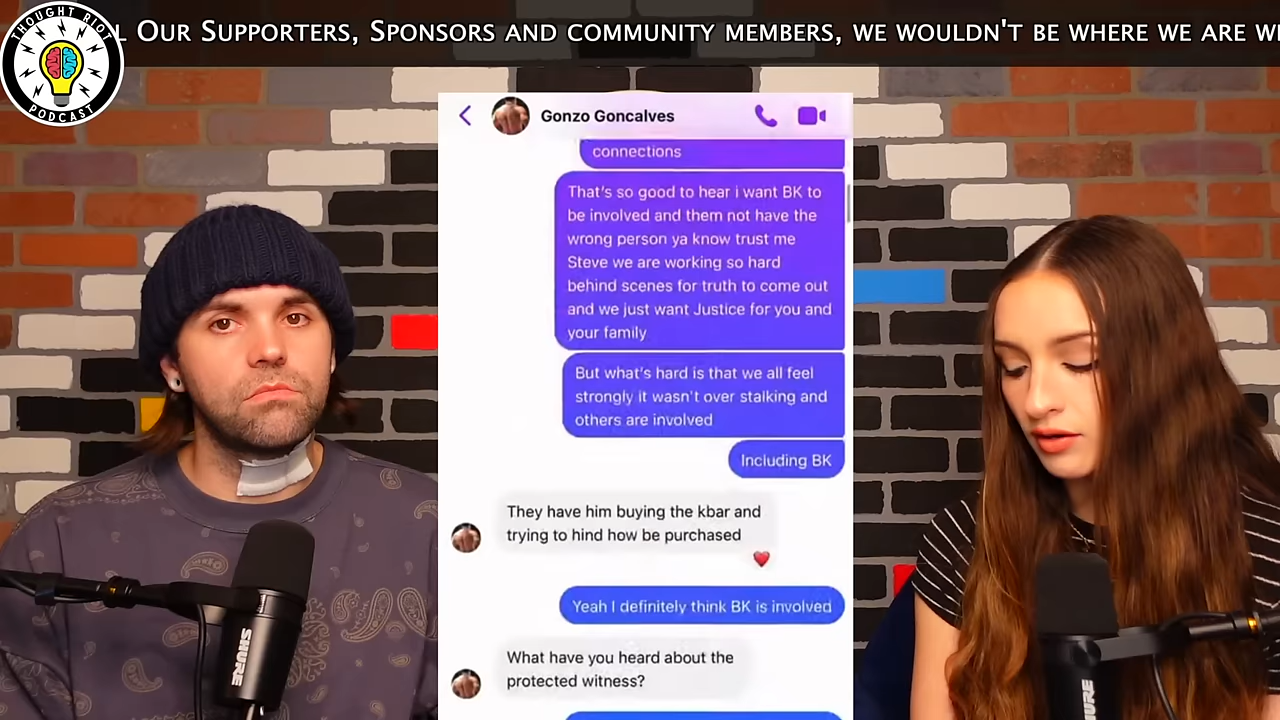 THOUGHT RIOT
PODCAST
L OUR SUPPORTERS, SPONSORS AND COMMUNITY MEMBERS, WE WOULDN'T BE WHERE WE ARE
Gonzo Goncalves
connections
That's so good to hear i want BK to
be involved and them not have the
wrong person ya know trust me
Steve we are working so hard
behind scenes for truth to come out
and we just want Justice for you and
your family
But what's hard is that we all feel
strongly it wasn't over stalking and
others are involved
Including BK
They have him buying the kbar and
trying to hind how be purchased
Yeah I definitely think BK is involved
What have you heard about the
protected witness?
SHURE
SHURE